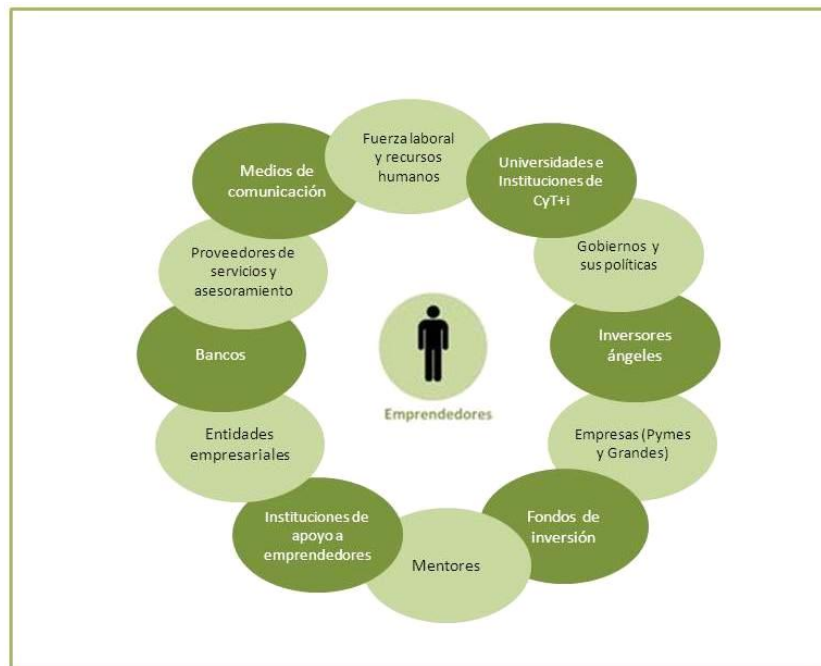 Fuerza laboral
y recursos
humanos
Universidades e
Instituciones de
CyT+i
Gobiernos y
sus políticas
Inversores
ángeles
Empresas (Pymes
y Grandes)
Fondos de
inversión
Mentores
Instituciones de
apoyo a
emprendedores
Entidades
empresariales
Bancos
Proveedores de
servicios y
asesoramiento
Medios de
comunicación
Emprendedores